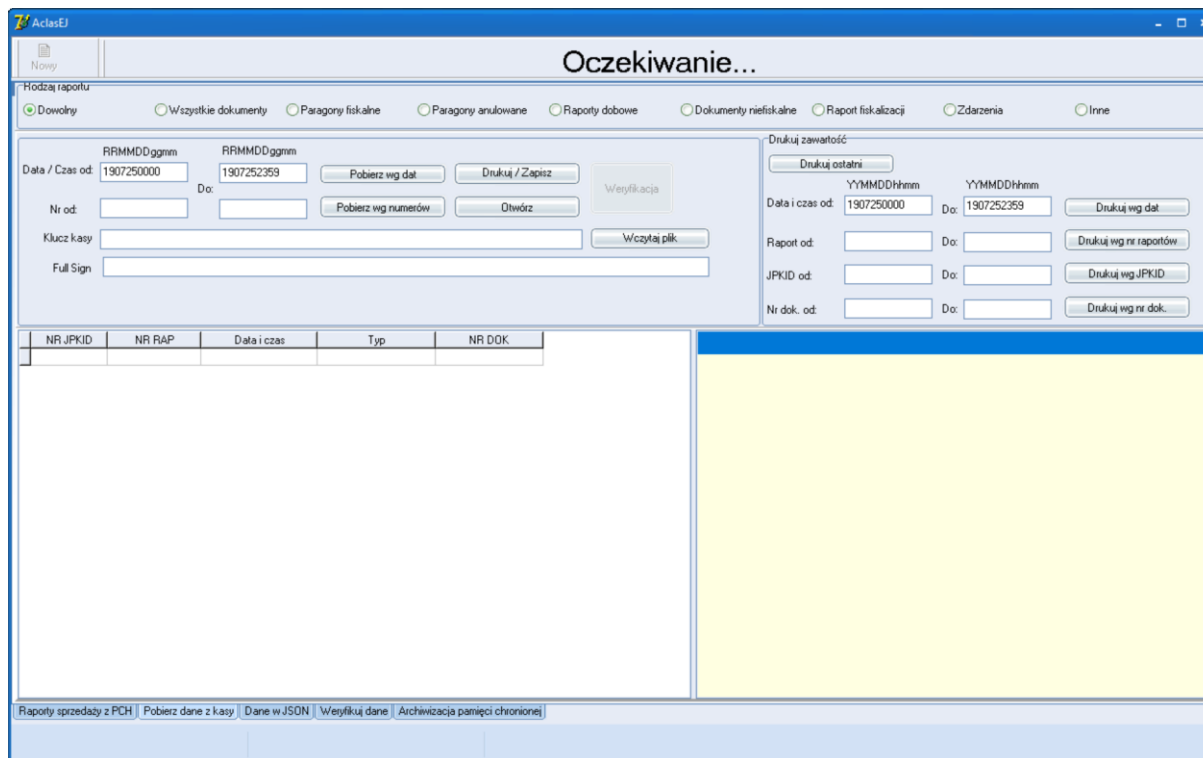 AclasEJ
Nowy
Oczekiwanie...
Rodzaj raportu
Dowolny Wszystkie dokumenty Paragony fiskalne Paragony anulowane Raporty dobowe Dokumenty niefiskalne Raport fiskalizacji Zdarzenia Inne
RRMMDDggmm RRMMDDggmm
Data / Czas od: 1907250000 Do: 1907252359 Pobierz wg dat Drukuj / Zapisz Weryfikacja
Nr od: Pobierz wg numerów Otwórz
Klucz kasy Wczytaj plik
Full Sign
Drukuj zawartość
Drukuj ostatni
YYMMDDhhmm YYMMDDhhmm
Data i czas od: 1907250000 Do: 1907252359 Drukuj wg dat
Raport od: Do: Drukuj wg nr raportów
JPKID od: Do: Drukuj wg JPKID
Nr dok. od: Do: Drukuj wg nr dok.
NR JPKID NR RAP Data i czas Typ NR DOK
Raporty sprzedaży z PCH Pobierz dane z kasy Dane w JSON Weryfikuj dane Archiwizacja pamięci chronionej